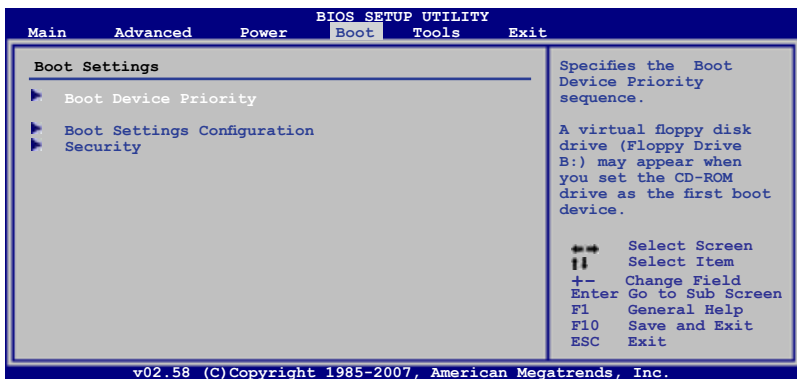 BIOS SETUP UTILITY
Main Advanced Power Boot Tools Exit
Boot Settings
Boot Device Priority
Boot Settings Configuration
Security
Specifies the Boot
Device Priority
sequence.
A virtual floppy disk
drive (Floppy Drive
B:) may appear when
you set the CD-ROM
drive as the first boot
device.
←→ Select Screen
↑↓ Select Item
+- Change Field
Enter Go to Sub Screen
F1 General Help
F10 Save and Exit
ESC Exit
v02.58 (C)Copyright 1985-2007, American Megatrends, Inc.